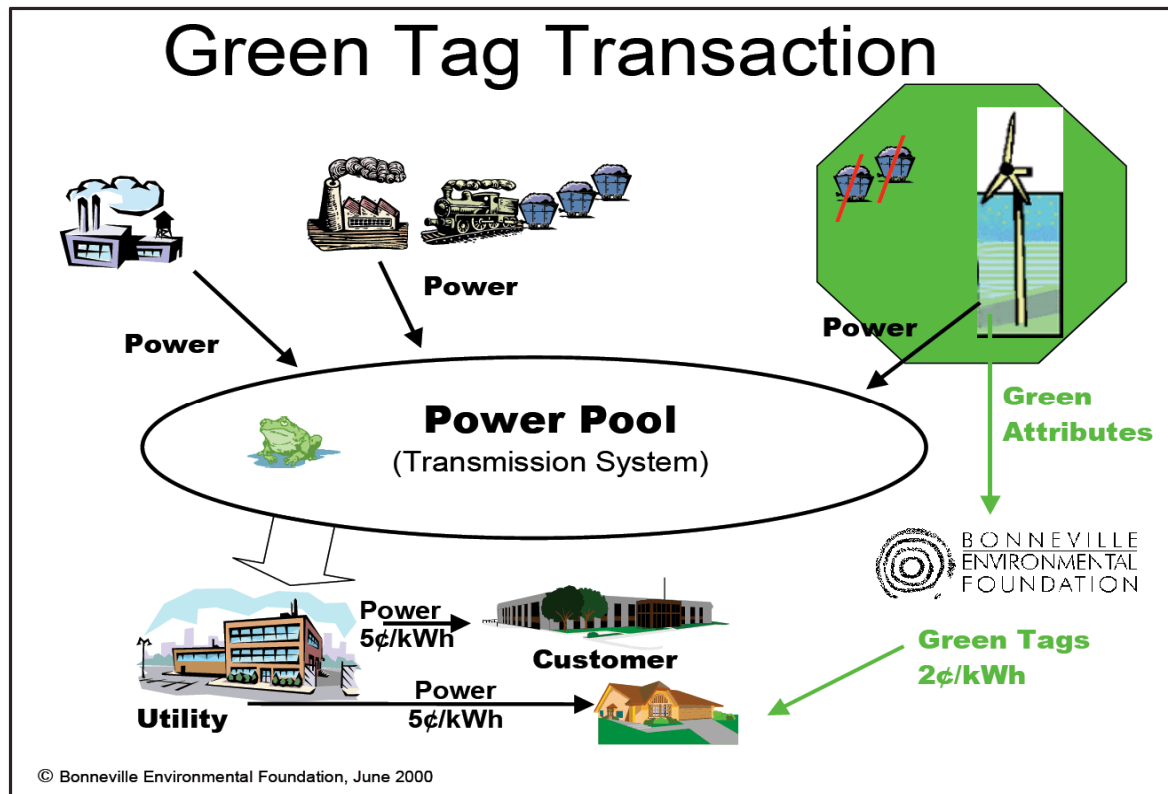 Green Tag Transaction
Power
Power
Power
Green
Attributes
Power Pool
(Transmission System)
BONNEVILLE
ENVIRONMENTAL
FOUNDATION
Power
5¢/kWh
Customer
Green Tags
2¢/kWh
Power
5¢/kWh
Utility
© Bonneville Environmental Foundation, June 2000